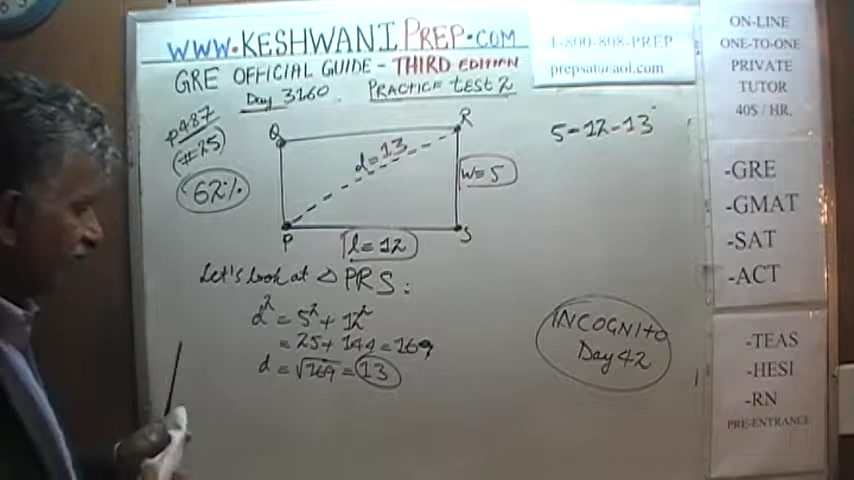 WWW.KESHWANIPREP.COM
GRE OFFICIAL GUIDE - THIRD EDITION
Day 3160. PRACTICE test 2
1-800-808-PREP
prepsat@aol.com
ON-LINE
ONE-TO-ONE
PRIVATE
TUTOR
40$ / HR.
-GRE
-GMAT
-SAT
-ACT
-TEAS
-HESI
-RN
PRE-ENTRANCE
p487
(#25)
62%
Q
R
d=13
w=5
P
l=12
S
5-12-13
Let's look at △ PRS:
d² = 5² + 12²
= 25 + 144 = 169
d = √169 = 13
INCOGNITO
Day 42